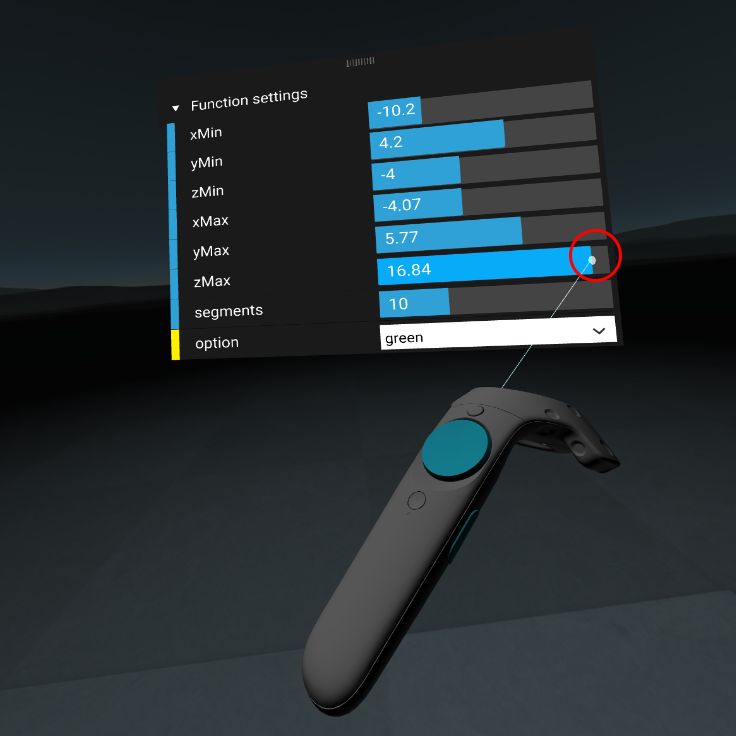 Function settings
xMin -10.2
yMin 4.2
zMin -4
xMax -4.07
yMax 5.77
zMax 16.84
segments 10
option green